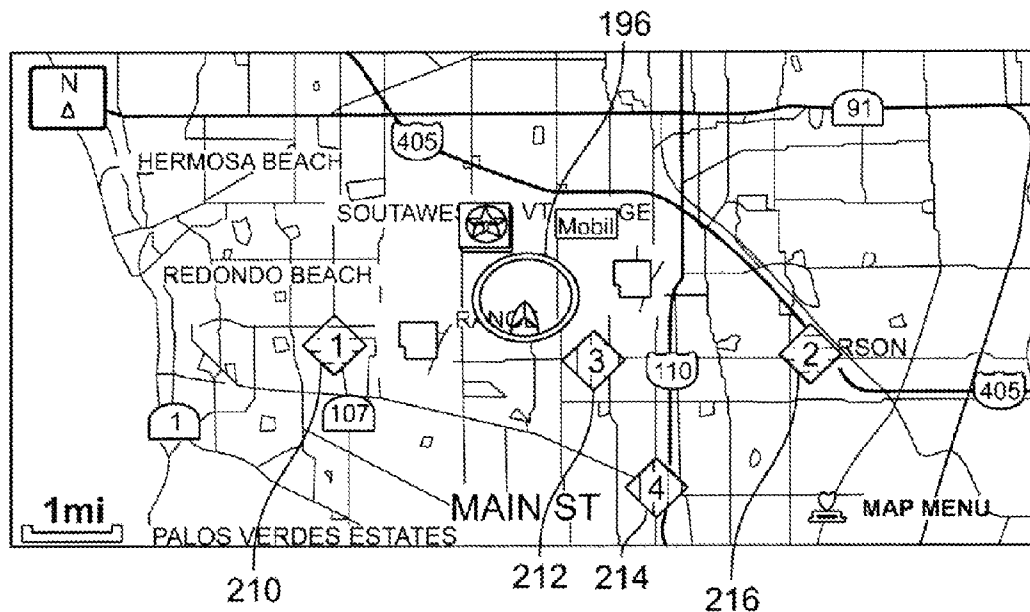 196
N
91
405
HERMOSA BEACH
SOUTAWES VT GE
Mobil
REDONDO BEACH
RANCE
1 3 2 RSON
110
405
1 107
4
MAIN ST
1mi
MAP MENU
PALOS VERDES ESTATES
210 212 214 216